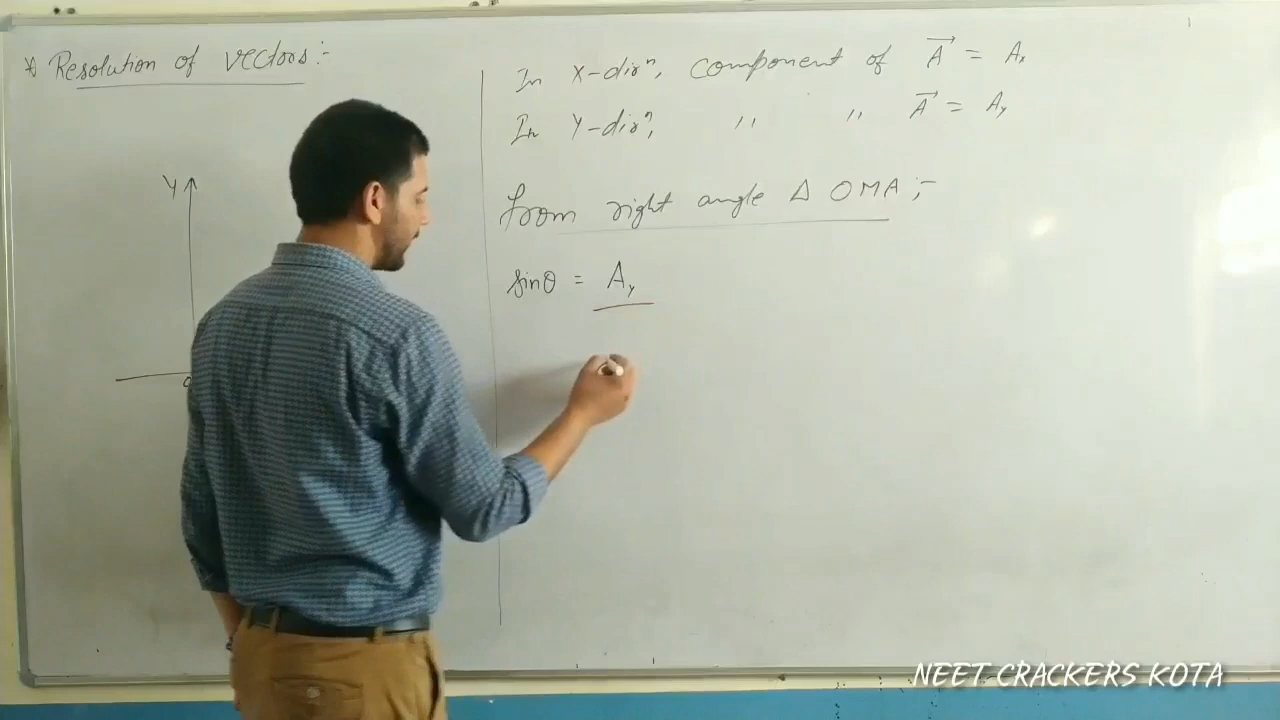 * Resolution of vectors:-
Y
O
In X-dirⁿ, component of A⃗ = Aₓ
In Y-dirⁿ, ,, ,, A⃗ = Aᵧ
from right angle Δ OMA;-
sinθ = Aᵧ
NEET CRACKERS KOTA